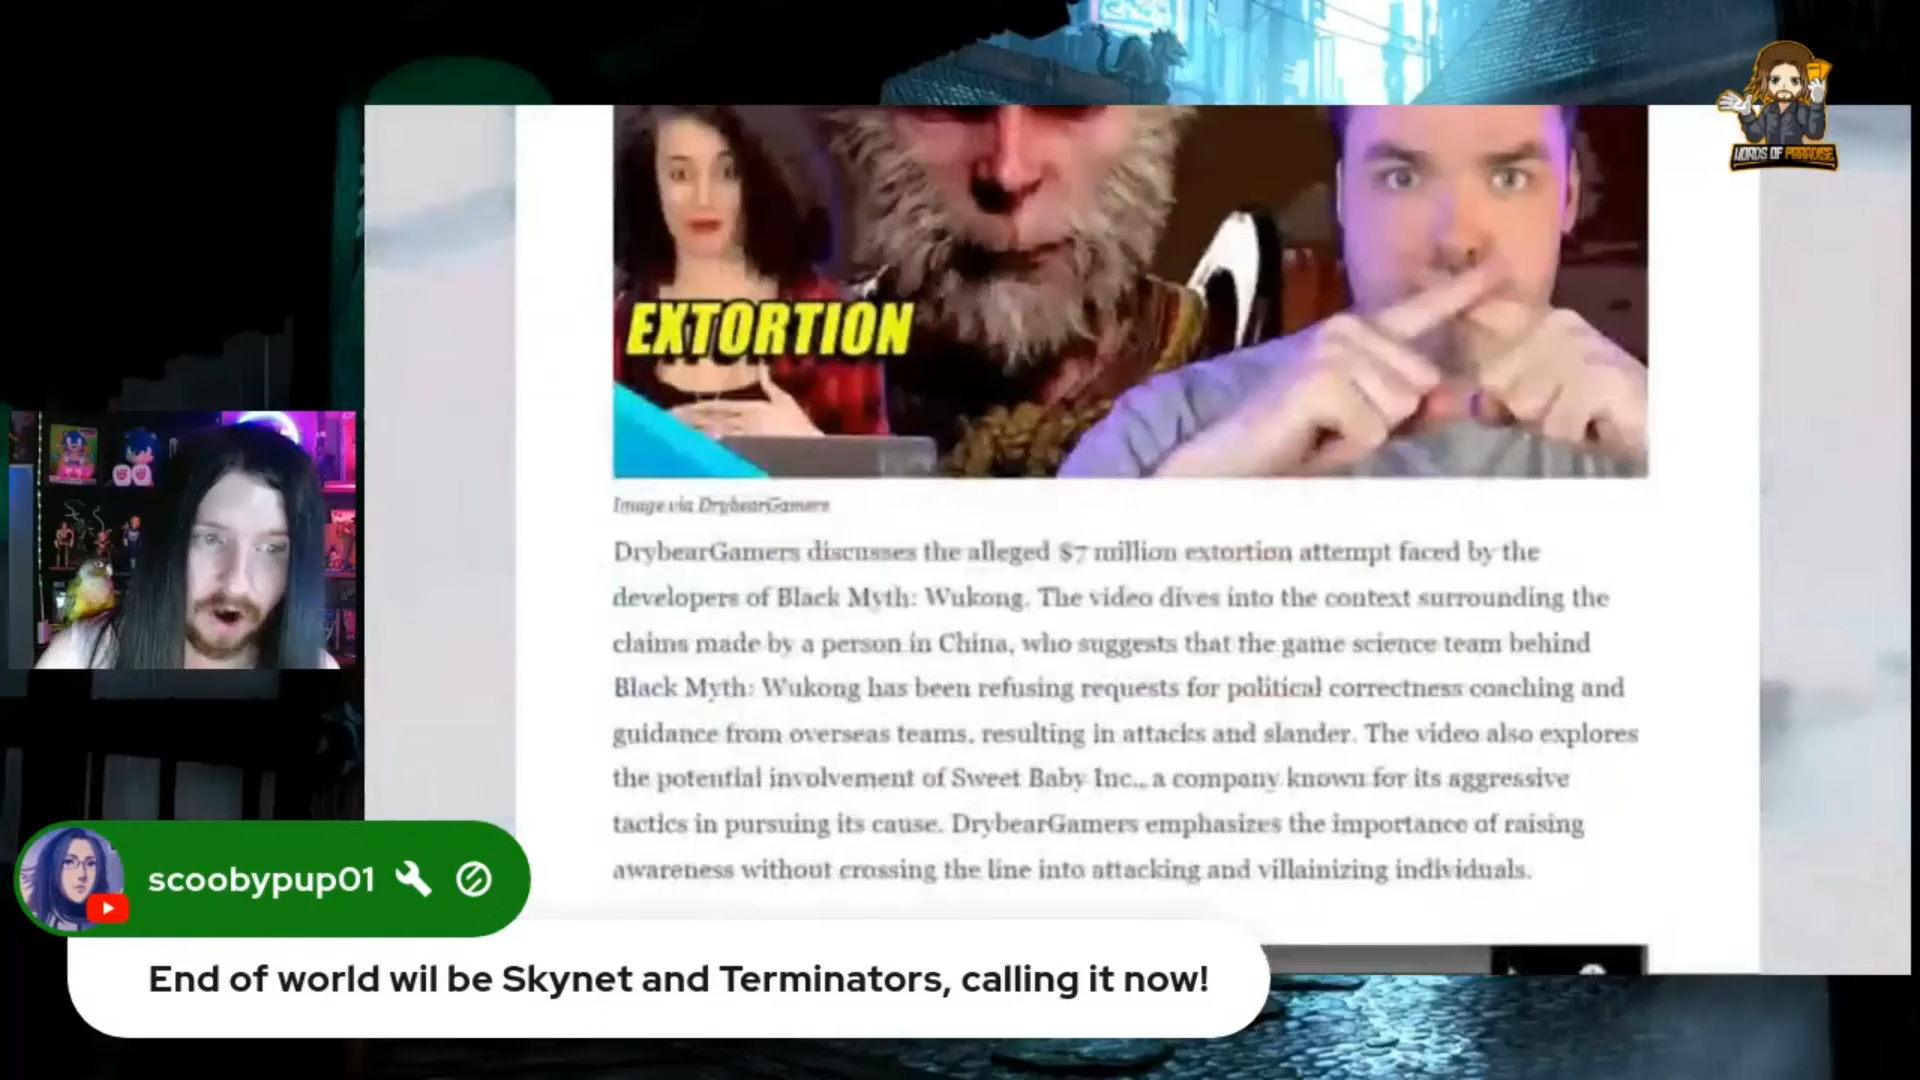 WORDS OF PARADISE
EXTORTION
Image via DrybearGamers
DrybearGamers discusses the alleged $7 million extortion attempt faced by the
developers of Black Myth: Wukong. The video dives into the context surrounding the
claims made by a person in China, who suggests that the game science team behind
Black Myth: Wukong has been refusing requests for political correctness coaching and
guidance from overseas teams, resulting in attacks and slander. The video also explores
the potential involvement of Sweet Baby Inc., a company known for its aggressive
tactics in pursuing its cause. DrybearGamers emphasizes the importance of raising
awareness without crossing the line into attacking and villainizing individuals.
scoobypup01
End of world wil be Skynet and Terminators, calling it now!